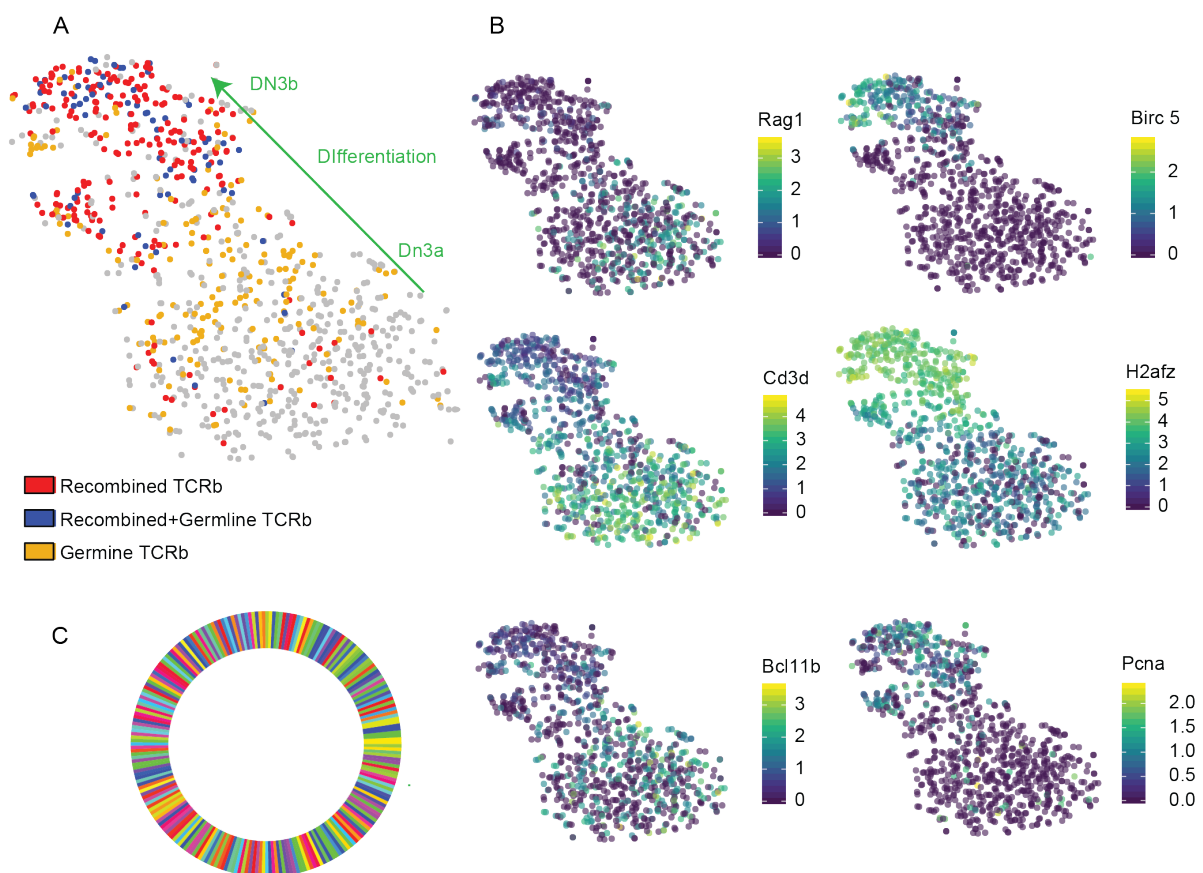 A
DN3b
DIfferentiation
Dn3a
Recombined TCRb
Recombined+Germline TCRb
Germine TCRb
B
Rag1
3
2
1
0
Birc 5
2
1
0
Cd3d
4
3
2
1
0
H2afz
5
4
3
2
1
0
C
Bcl11b
3
2
1
0
Pcna
2.0
1.5
1.0
0.5
0.0